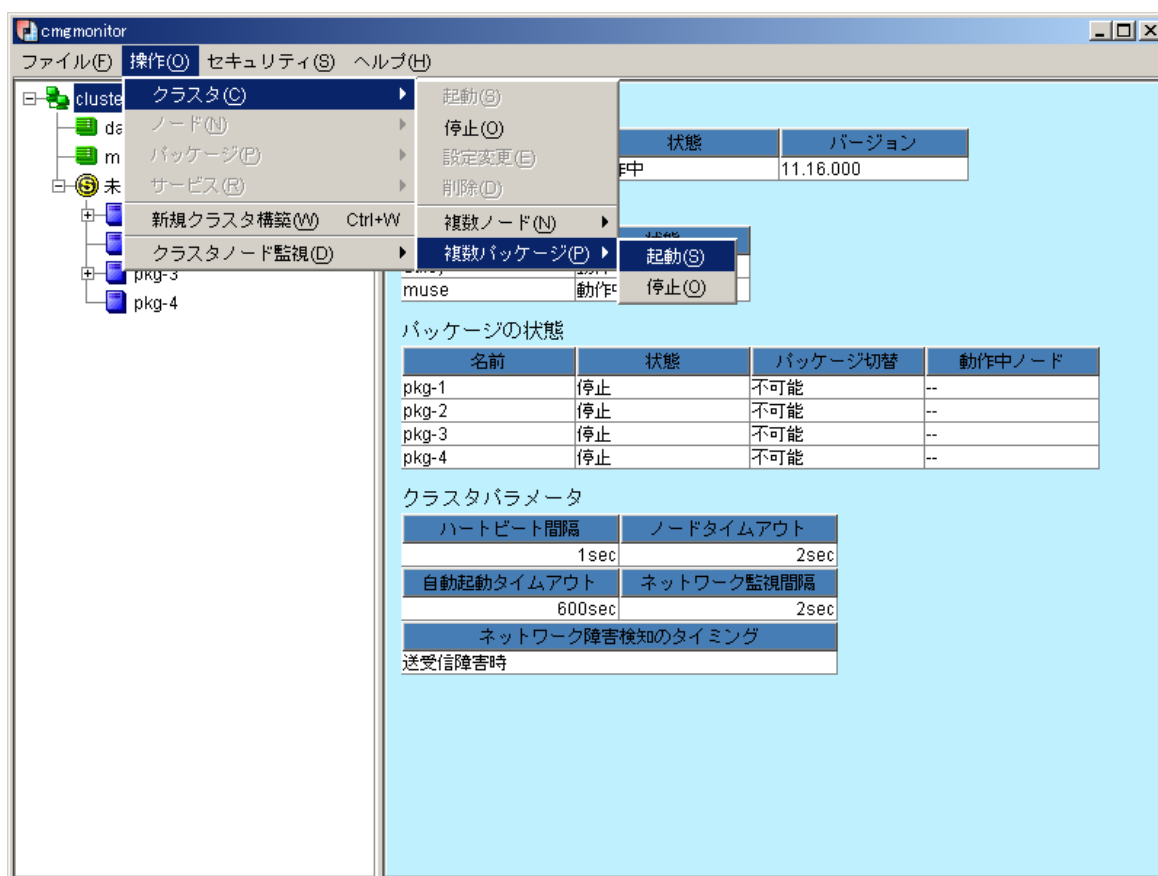 cmgmonitor
ファイル(F) 操作(O) セキュリティ(S) ヘルプ(H)
cluste
da
m
未
pkg-3
pkg-4
クラスタ(C)
ノード(N)
パッケージ(P)
サービス(R)
新規クラスタ構築(W) Ctrl+W
クラスタノード監視(D)
起動(S)
停止(O)
設定変更(E)
削除(D)
複数ノード(N)
複数パッケージ(P)
起動(S)
停止(O)
状態 バージョン
作中 11.16.000
muse 動作中
パッケージの状態
名前 状態 パッケージ切替 動作中ノード
pkg-1 停止 不可能 --
pkg-2 停止 不可能 --
pkg-3 停止 不可能 --
pkg-4 停止 不可能 --
クラスタパラメータ
ハートビート間隔 ノードタイムアウト
1sec 2sec
自動起動タイムアウト ネットワーク監視間隔
600sec 2sec
ネットワーク障害検知のタイミング
送受信障害時